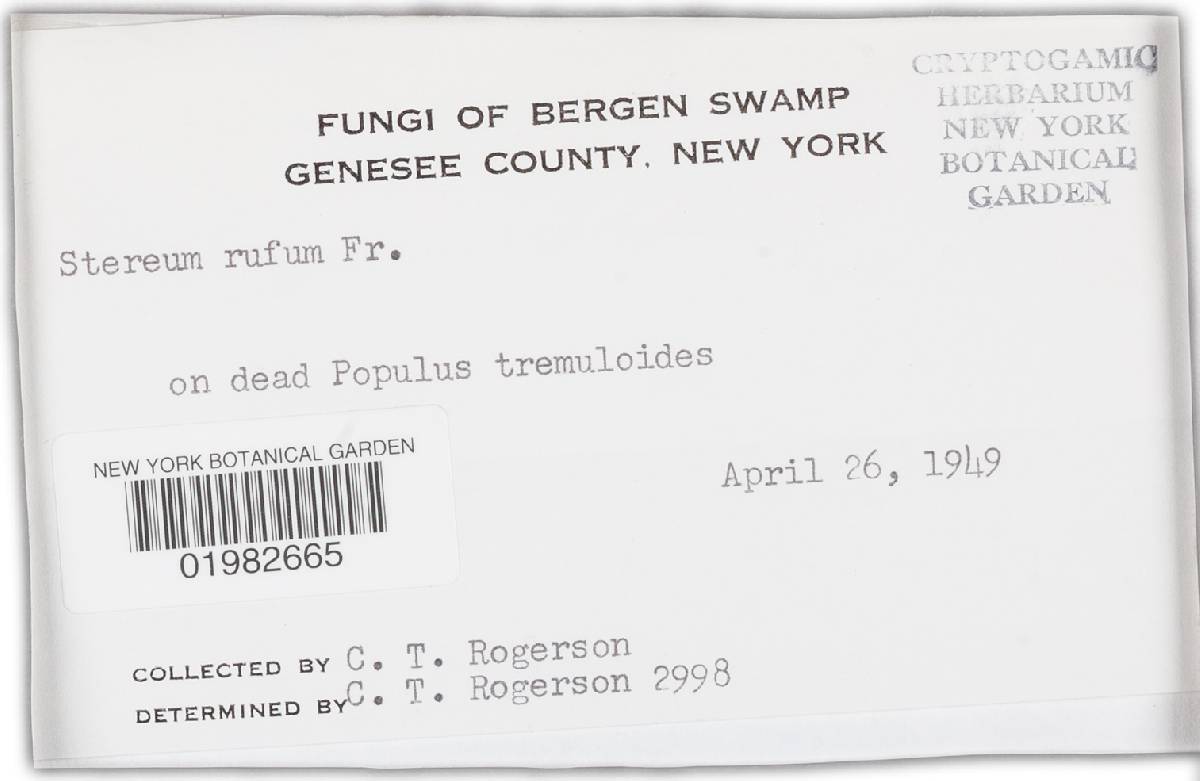 FUNGI OF BERGEN SWAMP
GENESEE COUNTY, NEW YORK
CRYPTOGAMIC
HERBARIUM
NEW YORK
BOTANICAL
GARDEN
Stereum rufum Fr.
on dead Populus tremuloides
NEW YORK BOTANICAL GARDEN
01982665
April 26, 1949
COLLECTED BY C. T. Rogerson
DETERMINED BY C. T. Rogerson 2998